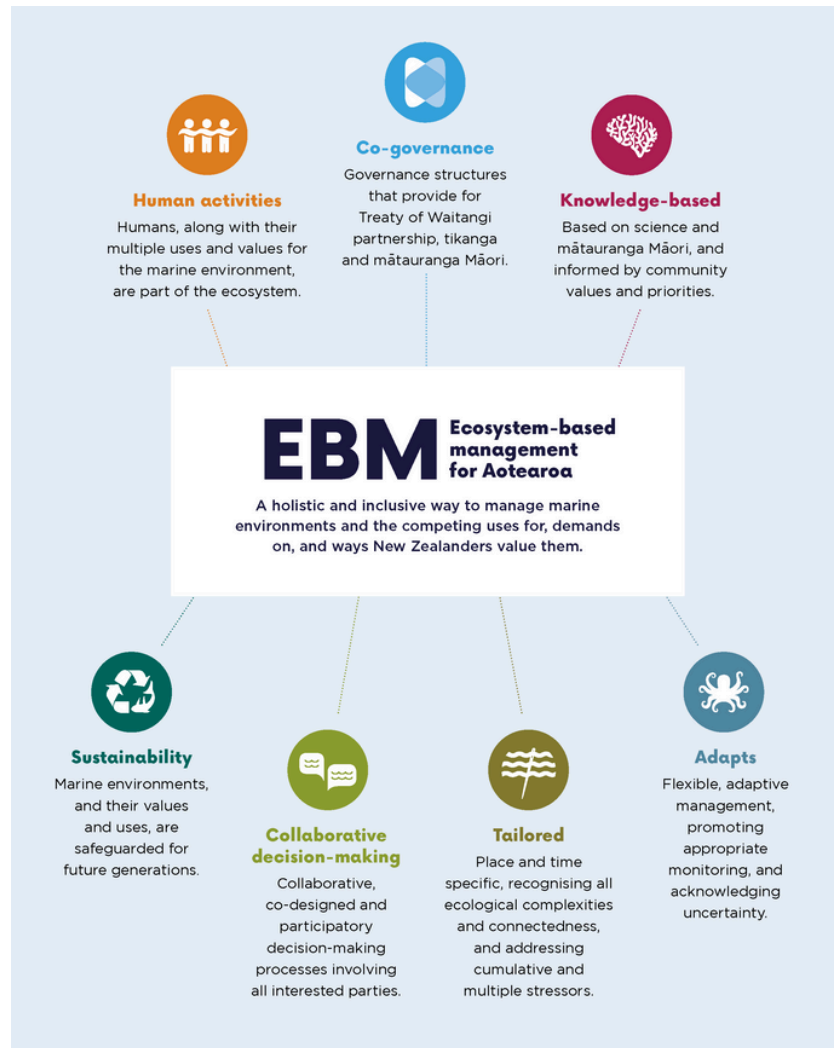 Co-governance
Governance structures
that provide for
Treaty of Waitangi
partnership, tikanga
and mātauranga Māori.
Human activities
Humans, along with their
multiple uses and values for
the marine environment,
are part of the ecosystem.
Knowledge-based
Based on science and
mātauranga Māori, and
informed by community
values and priorities.
EBM
Ecosystem-based
management
for Aotearoa
A holistic and inclusive way to manage marine
environments and the competing uses for, demands
on, and ways New Zealanders value them.
Sustainability
Marine environments,
and their values
and uses, are
safeguarded for
future generations.
Collaborative
decision-making
Collaborative,
co-designed and
participatory
decision-making
processes involving
all interested parties.
Tailored
Place and time
specific, recognising all
ecological complexities
and connectedness,
and addressing
cumulative and
multiple stressors.
Adapts
Flexible, adaptive
management,
promoting
appropriate
monitoring, and
acknowledging
uncertainty.